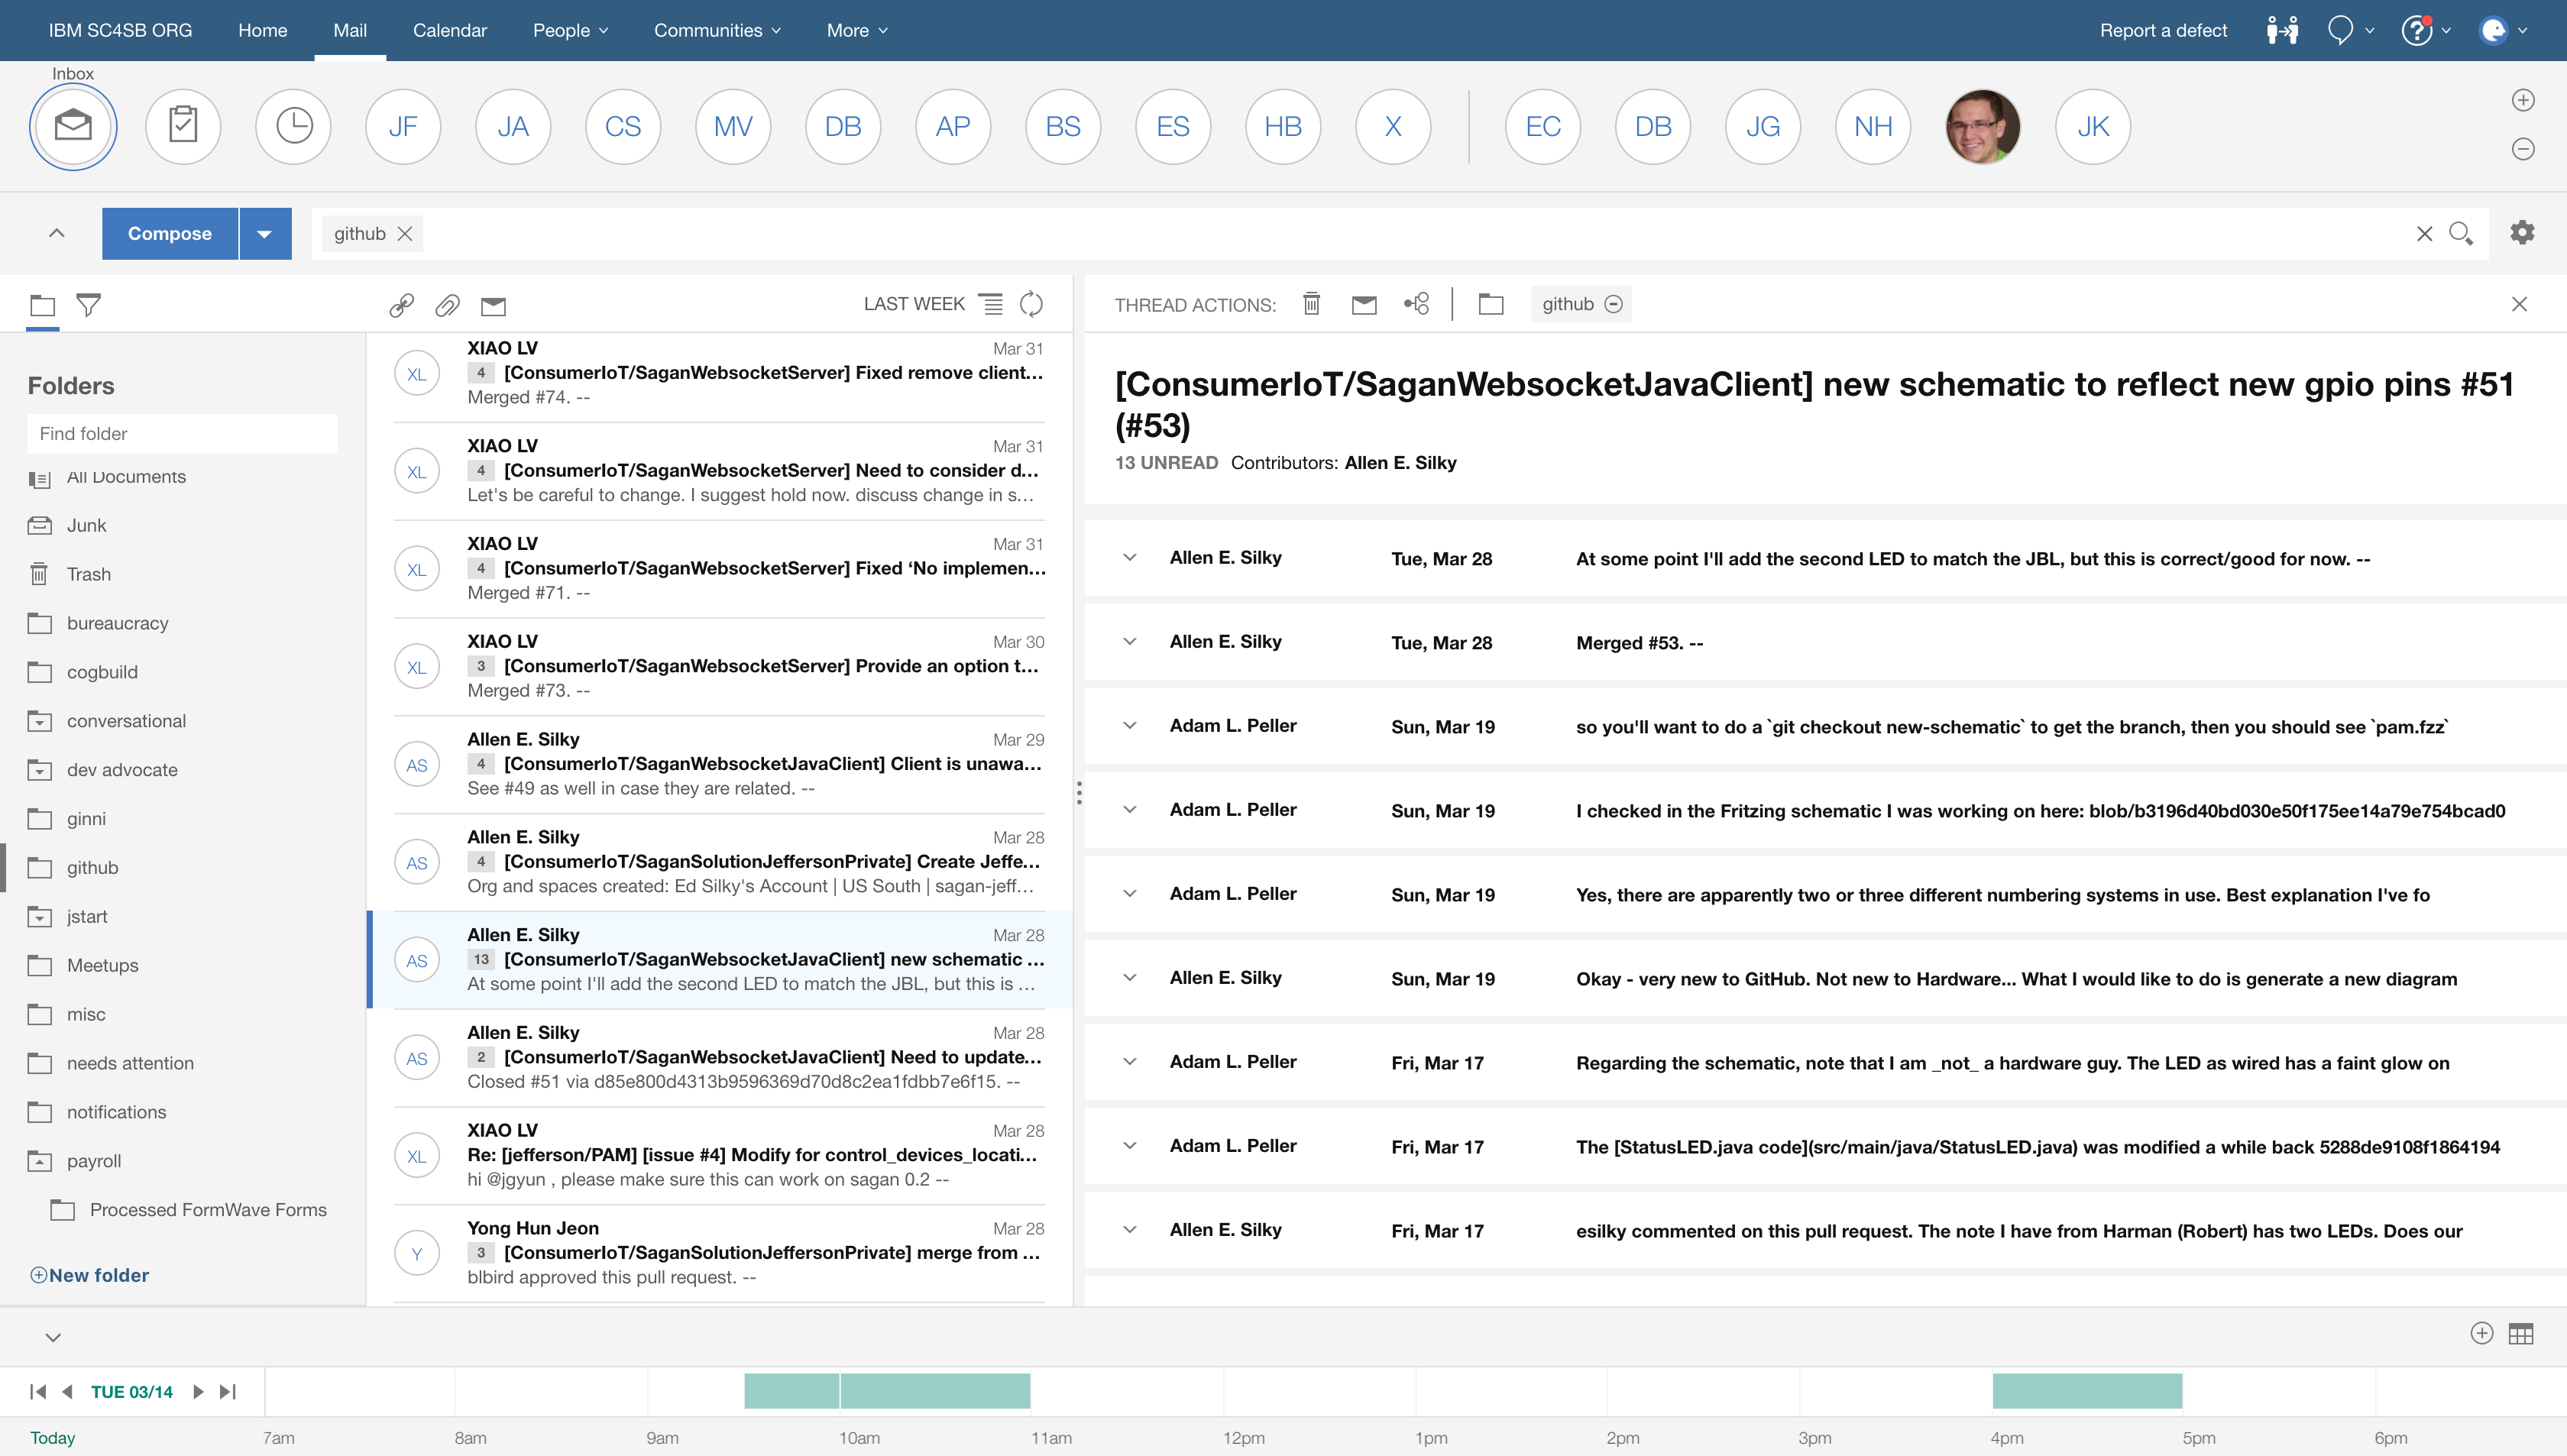 IBM SC4SB ORG Home Mail Calendar People Communities More Report a defect
Inbox
JF JA CS MV DB AP BS ES HB X EC DB JG NH JK
Compose github
LAST WEEK
THREAD ACTIONS: github
Folders
Find folder
All Documents
Junk
Trash
bureaucracy
cogbuild
conversational
dev advocate
ginni
github
jstart
Meetups
misc
needs attention
notifications
payroll
Processed FormWave Forms
New folder
XIAO LV Mar 31
XL 4 [ConsumerIoT/SaganWebsocketServer] Fixed remove client...
Merged #74. --
XIAO LV Mar 31
XL 4 [ConsumerIoT/SaganWebsocketServer] Need to consider d...
Let's be careful to change. I suggest hold now. discuss change in s...
XIAO LV Mar 31
XL 4 [ConsumerIoT/SaganWebsocketServer] Fixed ‘No implemen...
Merged #71. --
XIAO LV Mar 30
XL 3 [ConsumerIoT/SaganWebsocketServer] Provide an option t...
Merged #73. --
Allen E. Silky Mar 29
AS 4 [ConsumerIoT/SaganWebsocketJavaClient] Client is unawa...
See #49 as well in case they are related. --
Allen E. Silky Mar 28
AS 4 [ConsumerIoT/SaganSolutionJeffersonPrivate] Create Jeffe...
Org and spaces created: Ed Silky's Account | US South | sagan-jeff...
Allen E. Silky Mar 28
AS 13 [ConsumerIoT/SaganWebsocketJavaClient] new schematic ...
At some point I'll add the second LED to match the JBL, but this is ...
Allen E. Silky Mar 28
AS 2 [ConsumerIoT/SaganWebsocketJavaClient] Need to update...
Closed #51 via d85e800d4313b9596369d70d8c2ea1fdbb7e6f15. --
XIAO LV Mar 28
XL Re: [jefferson/PAM] [issue #4] Modify for control_devices_locati...
hi @jgyun , please make sure this can work on sagan 0.2 --
Yong Hun Jeon Mar 28
Y 3 [ConsumerIoT/SaganSolutionJeffersonPrivate] merge from ...
blbird approved this pull request. --
[ConsumerIoT/SaganWebsocketJavaClient] new schematic to reflect new gpio pins #51
(#53)
13 UNREAD Contributors: Allen E. Silky
Allen E. Silky Tue, Mar 28 At some point I'll add the second LED to match the JBL, but this is correct/good for now. --
Allen E. Silky Tue, Mar 28 Merged #53. --
Adam L. Peller Sun, Mar 19 so you'll want to do a `git checkout new-schematic` to get the branch, then you should see `pam.fzz`
Adam L. Peller Sun, Mar 19 I checked in the Fritzing schematic I was working on here: blob/b3196d40bd030e50f175ee14a79e754bcad0
Adam L. Peller Sun, Mar 19 Yes, there are apparently two or three different numbering systems in use. Best explanation I've fo
Allen E. Silky Sun, Mar 19 Okay - very new to GitHub. Not new to Hardware... What I would like to do is generate a new diagram
Adam L. Peller Fri, Mar 17 Regarding the schematic, note that I am _not_ a hardware guy. The LED as wired has a faint glow on
Adam L. Peller Fri, Mar 17 The [StatusLED.java code](src/main/java/StatusLED.java) was modified a while back 5288de9108f1864194
Allen E. Silky Fri, Mar 17 esilky commented on this pull request. The note I have from Harman (Robert) has two LEDs. Does our
TUE 03/14
Today 7am 8am 9am 10am 11am 12pm 1pm 2pm 3pm 4pm 5pm 6pm